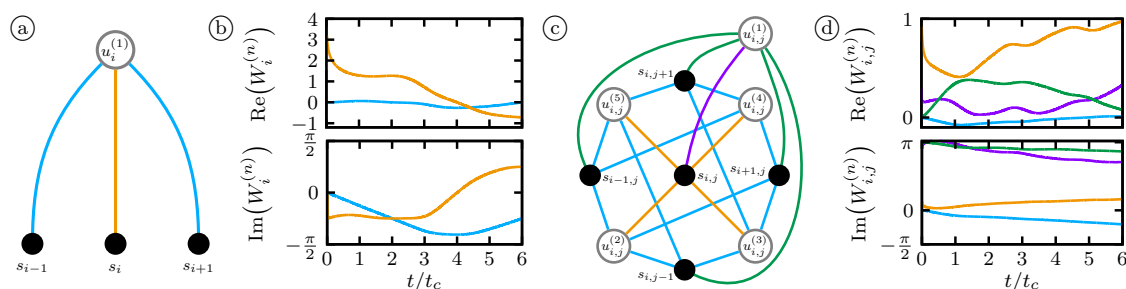 a
u_i^{(1)}
s_{i−1}
s_i
s_{i+1}
b
Re(W_i^{(n)})
4
3
2
1
0
−1
Im(W_i^{(n)})
π/2
0
−π/2
0 1 2 3 4 5 6
t/t_c
c
u_{i,j}^{(1)}
s_{i,j+1}
u_{i,j}^{(5)}
u_{i,j}^{(4)}
s_{i−1,j}
s_{i,j}
s_{i+1,j}
u_{i,j}^{(2)}
u_{i,j}^{(3)}
s_{i,j−1}
d
Re(W_{i,j}^{(n)})
1
0
Im(W_{i,j}^{(n)})
π
0
−π/2
0 1 2 3 4 5 6
t/t_c